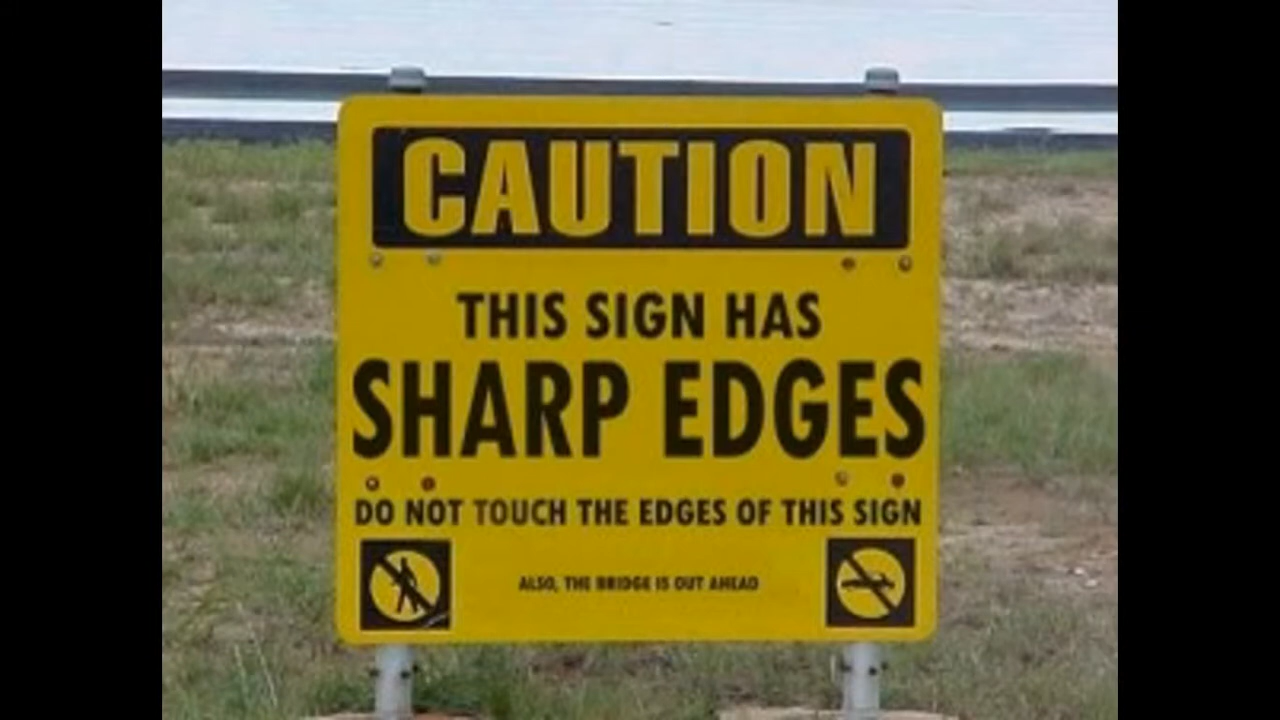 CAUTION
THIS SIGN HAS
SHARP EDGES
DO NOT TOUCH THE EDGES OF THIS SIGN
ALSO, THE BRIDGE IS OUT AHEAD